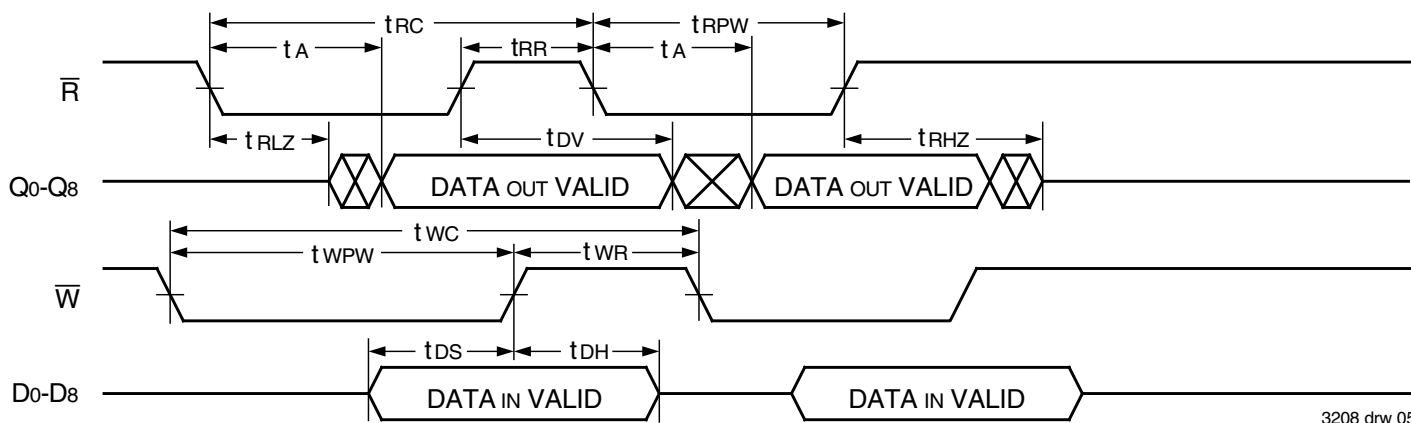 tRC tRPW
tA tRR tA
R̅
tRLZ tDV tRHZ
Q0-Q8 DATA OUT VALID DATA OUT VALID
tWC
tWPW tWR
W̅
tDS tDH
D0-D8 DATA IN VALID DATA IN VALID
3208 drw 05